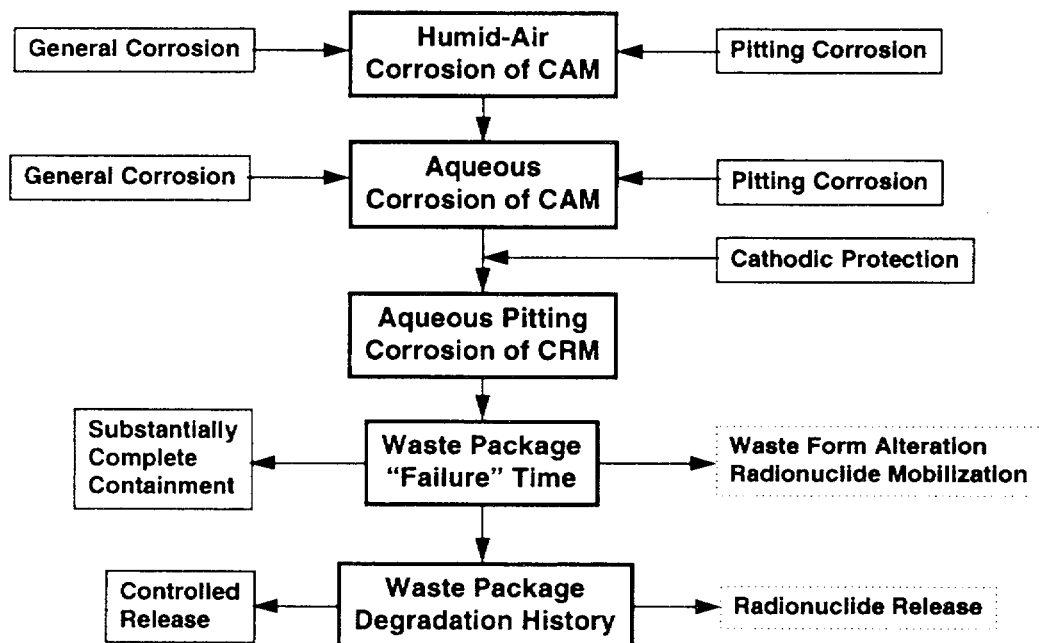 General Corrosion
Humid-Air
Corrosion of CAM
Pitting Corrosion
General Corrosion
Aqueous
Corrosion of CAM
Pitting Corrosion
Cathodic Protection
Aqueous Pitting
Corrosion of CRM
Substantially
Complete
Containment
Waste Package
“Failure” Time
Waste Form Alteration
Radionuclide Mobilization
Controlled
Release
Waste Package
Degradation History
Radionuclide Release